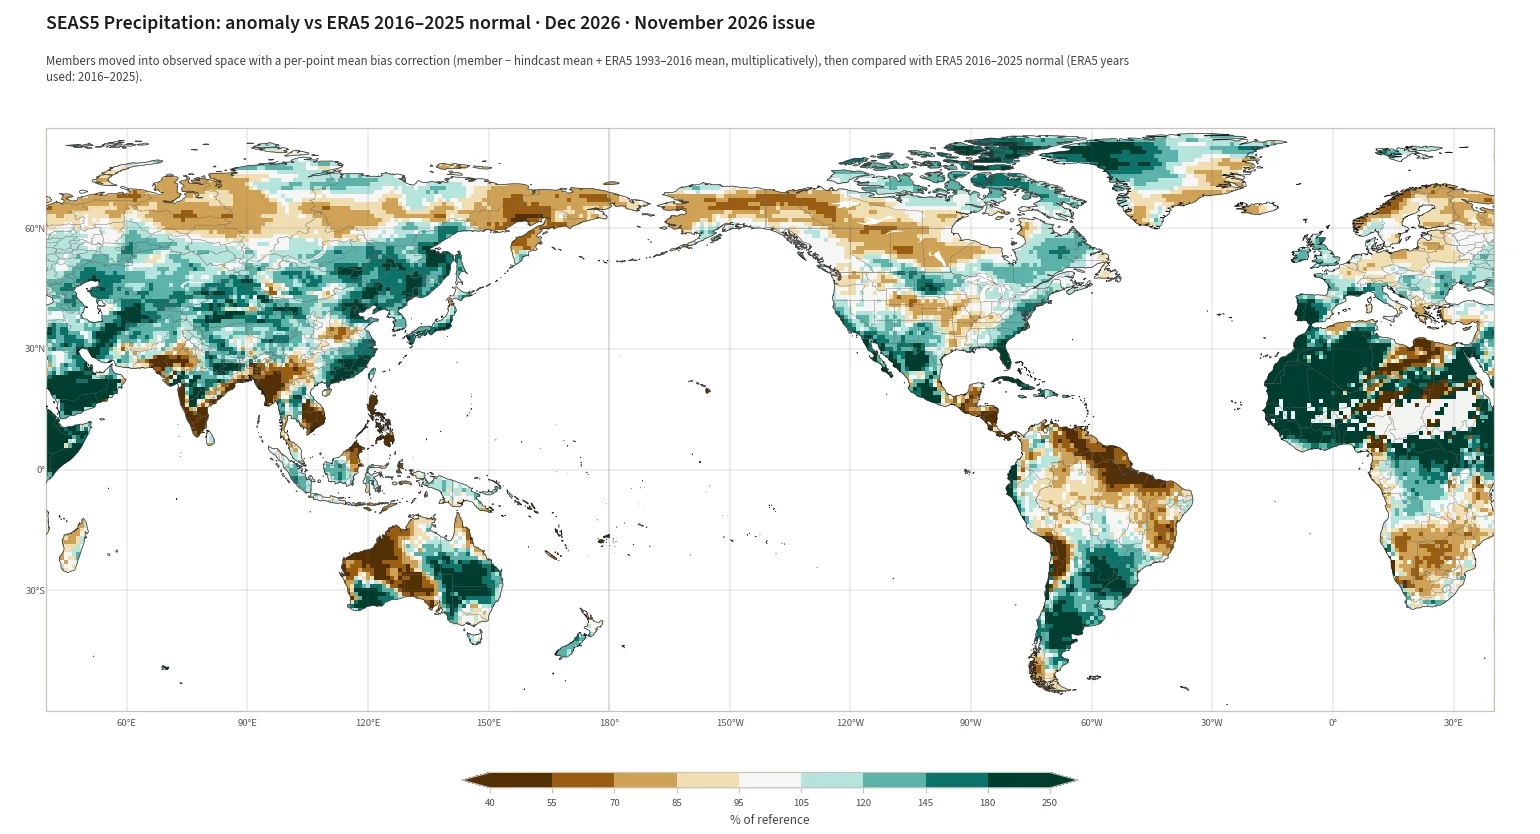 SEAS5 Precipitation: anomaly vs ERA5 2016–2025 normal · Dec 2026 · November 2026 issue
Members moved into observed space with a per-point mean bias correction (member − hindcast mean + ERA5 1993–2016 mean, multiplicatively), then compared with ERA5 2016–2025 normal (ERA5 years
used: 2016–2025).
60°N
30°N
0°
30°S
60°E 90°E 120°E 150°E 180° 150°W 120°W 90°W 60°W 30°W 0° 30°E
40 55 70 85 95 105 120 145 180 250
% of reference